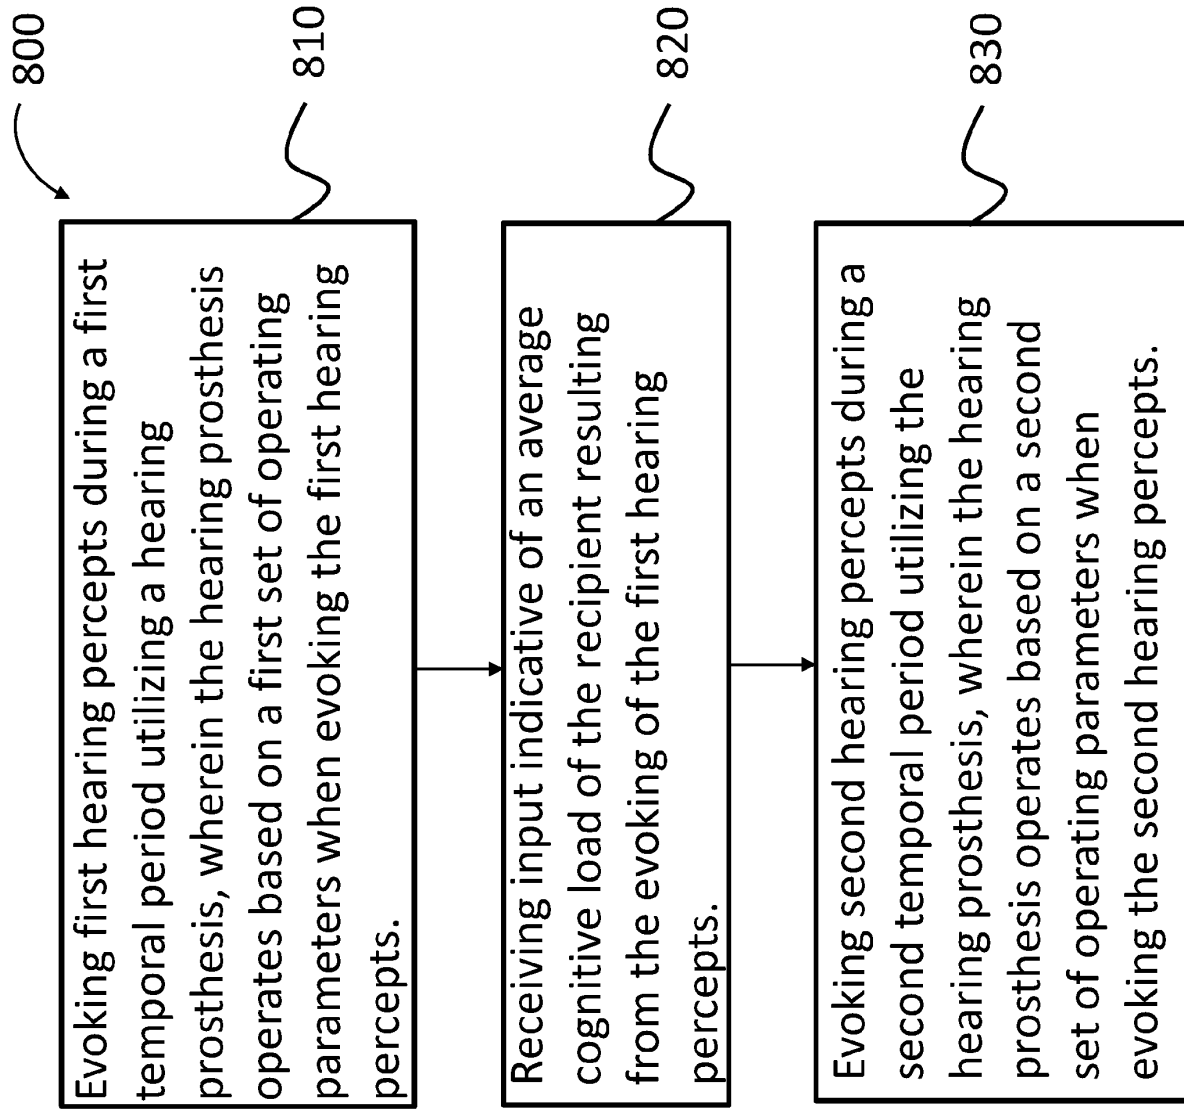 800
Evoking first hearing percepts during a first
temporal period utilizing a hearing
prosthesis, wherein the hearing prosthesis
operates based on a first set of operating
parameters when evoking the first hearing
percepts.
810
Receiving input indicative of an average
cognitive load of the recipient resulting
from the evoking of the first hearing
percepts.
820
Evoking second hearing percepts during a
second temporal period utilizing the
hearing prosthesis, wherein the hearing
prosthesis operates based on a second
set of operating parameters when
evoking the second hearing percepts.
830